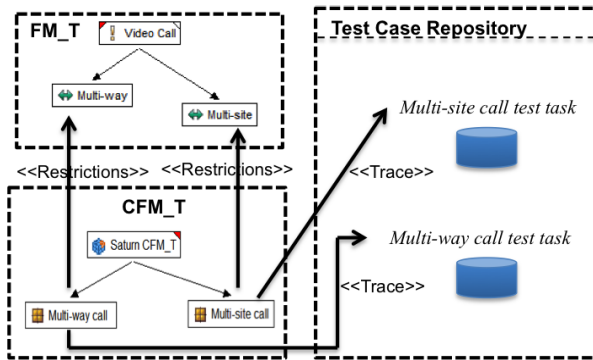 FM_T
Video Call
Multi-way
Multi-site
<<Restrictions>>
<<Restrictions>>
CFM_T
Saturn CFM_T
Multi-way call
Multi-site call
Test Case Repository
Multi-site call test task
<<Trace>>
Multi-way call test task
<<Trace>>